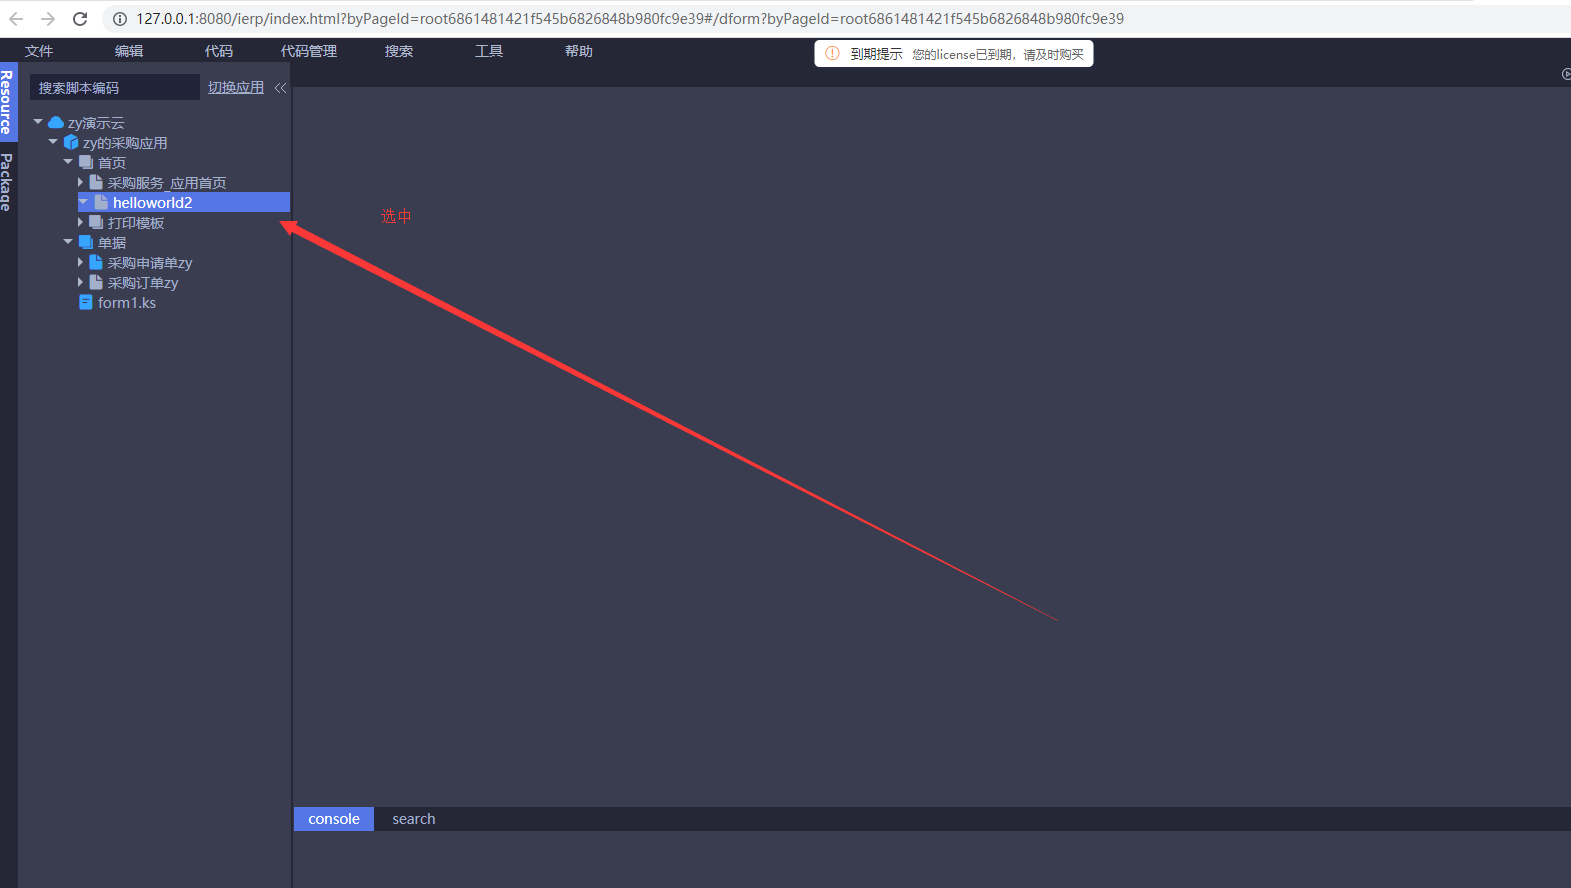 127.0.0.1:8080/ierp/index.html?byPageId=root6861481421f545b6826848b980fc9e39#/dform?byPageId=root6861481421f545b6826848b980fc9e39
文件 编辑 代码 代码管理 搜索 工具 帮助
到期提示 您的license已到期，请及时购买
Resource
Package
搜索脚本编码 切换应用
zy演示云
zy的采购应用
首页
采购服务_应用首页
helloworld2
选中
打印模板
单据
采购申请单zy
采购订单zy
form1.ks
console search